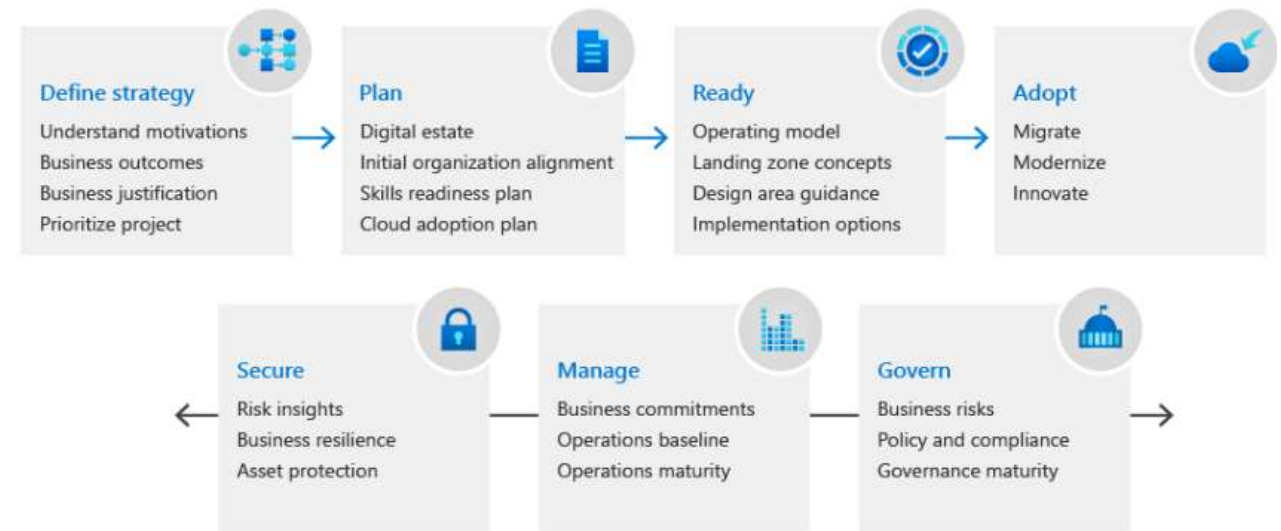 Define strategy
Understand motivations
Business outcomes
Business justification
Prioritize project
Plan
Digital estate
Initial organization alignment
Skills readiness plan
Cloud adoption plan
Ready
Operating model
Landing zone concepts
Design area guidance
Implementation options
Adopt
Migrate
Modernize
Innovate
Secure
Risk insights
Business resilience
Asset protection
Manage
Business commitments
Operations baseline
Operations maturity
Govern
Business risks
Policy and compliance
Governance maturity